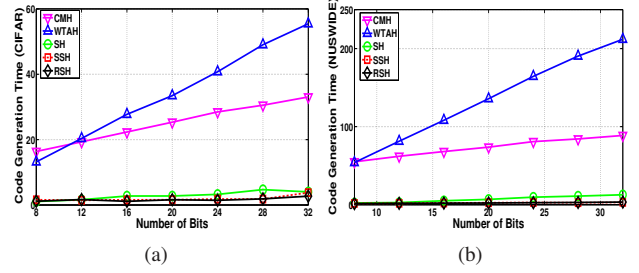 Code Generation Time (CIFAR)
60
40
20
0
CMH
WTAH
SH
SSH
RSH
8 12 16 20 24 28 32
Number of Bits
(a)
Code Generation Time (NUSWIDE)
250
200
100
0
CMH
WTAH
SH
SSH
RSH
10 15 20 25 30
Number of Bits
(b)